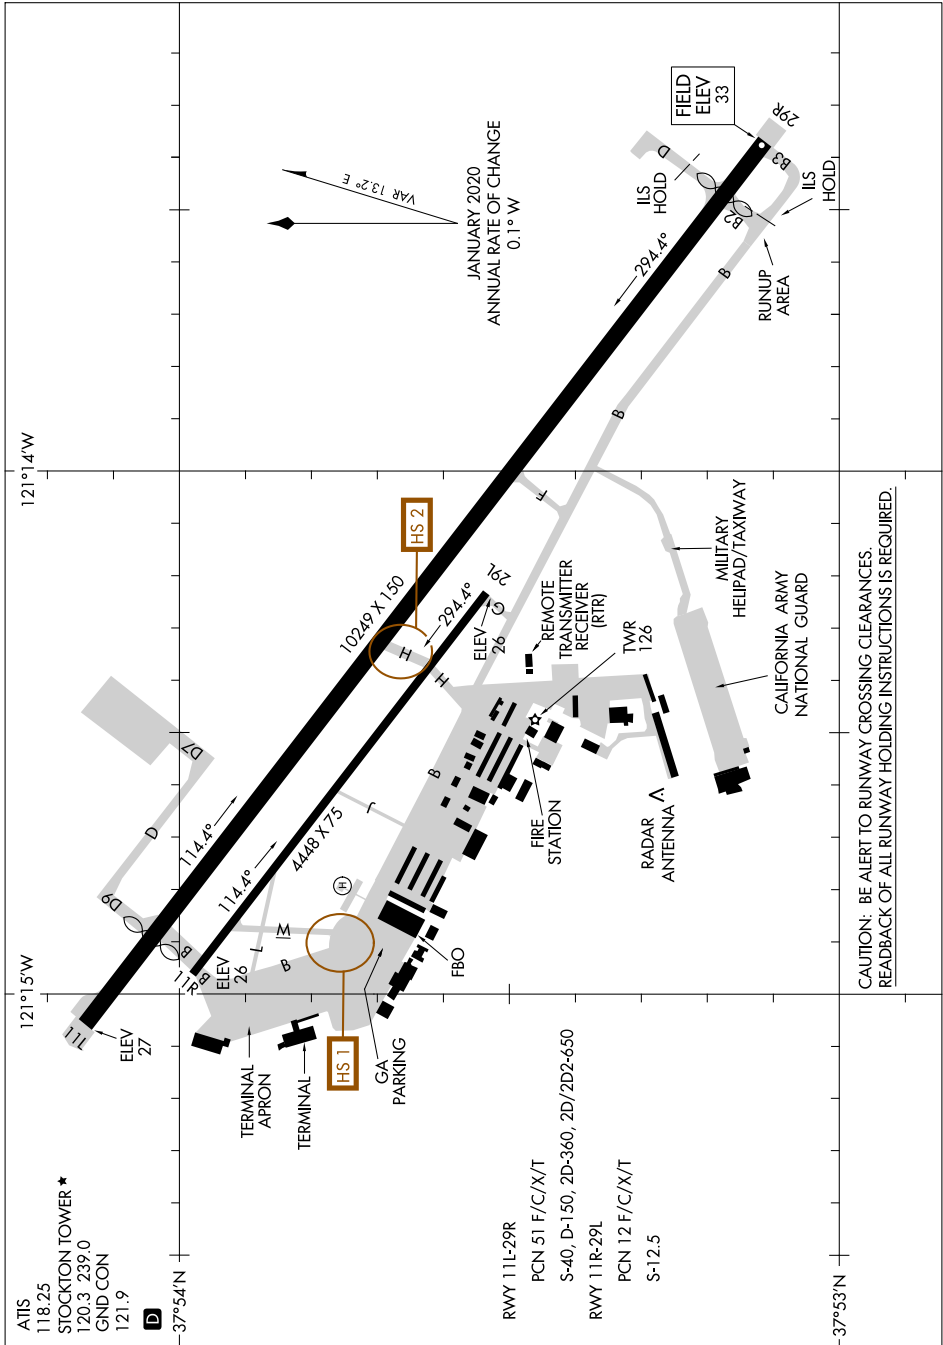 ATIS
118.25
STOCKTON TOWER ★
120.3 239.0
GND CON
121.9
D
37°54'N
37°53'N
121°15'W
121°14'W
JANUARY 2020
ANNUAL RATE OF CHANGE
0.1° W
VAR 13.2° E
FIELD
ELEV
33
29R
B3
ILS
HOLD
D
ILS
HOLD
B2
B
RUNUP
AREA
294.4°
B
F
10249 X 150
HS 2
H
H
294.4°
29L
G
ELEV
26
REMOTE
TRANSMITTER
RECEIVER
(RTR)
TWR
126
MILITARY
HELIPAD/TAXIWAY
CALIFORNIA ARMY
NATIONAL GUARD
D7
D
D9
114.4°
114.4°
4448 X 75
J
B
H
M
L
B
B
B
11R
ELEV
26
11L
ELEV
27
FIRE
STATION
RADAR
ANTENNA
FBO
HS 1
GA
PARKING
TERMINAL
APRON
TERMINAL
RWY 11L-29R
PCN 51 F/C/X/T
S-40, D-150, 2D-360, 2D/2D2-650
RWY 11R-29L
PCN 12 F/C/X/T
S-12.5
CAUTION: BE ALERT TO RUNWAY CROSSING CLEARANCES.
READBACK OF ALL RUNWAY HOLDING INSTRUCTIONS IS REQUIRED.